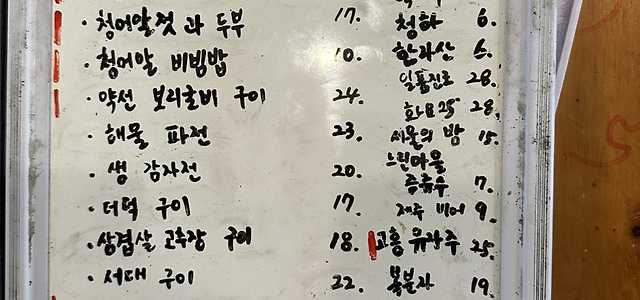 · 청어알젓 과 두부 17.
· 청어알 비빔밥 10.
· 약선 보리굴비 구이 24.
· 해물 파전 23.
· 생 감자전 20.
· 더덕 구이 17.
· 삼겹살 고추장 구이 18.
· 서대 구이 22.
청하 6.
한라산 6.
일품진로 28.
화요25 28.
서울의 밤 15.
느린마을
증류주 7.
제주 비어 9.
고흥 유자주 25.
복분자 19.